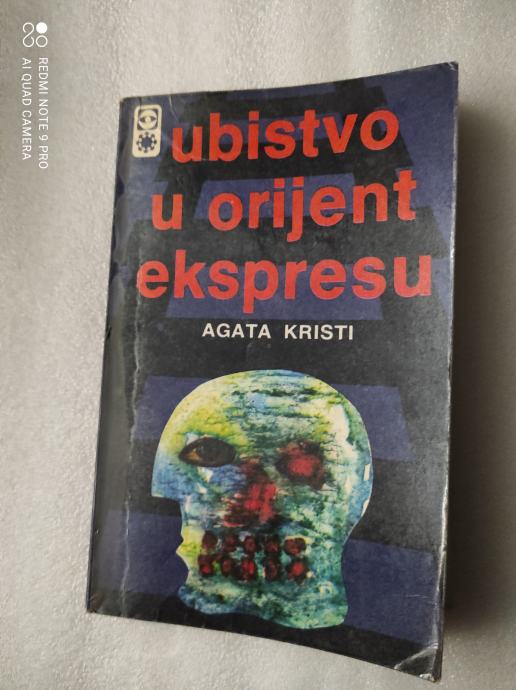 ubistvo
u orijent
ekspresu
AGATA KRISTI
REDMI NOTE 9 PRO
AI QUAD CAMERA